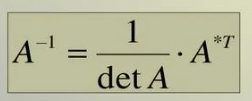 A⁻¹ = 1/det A · A*ᵀ